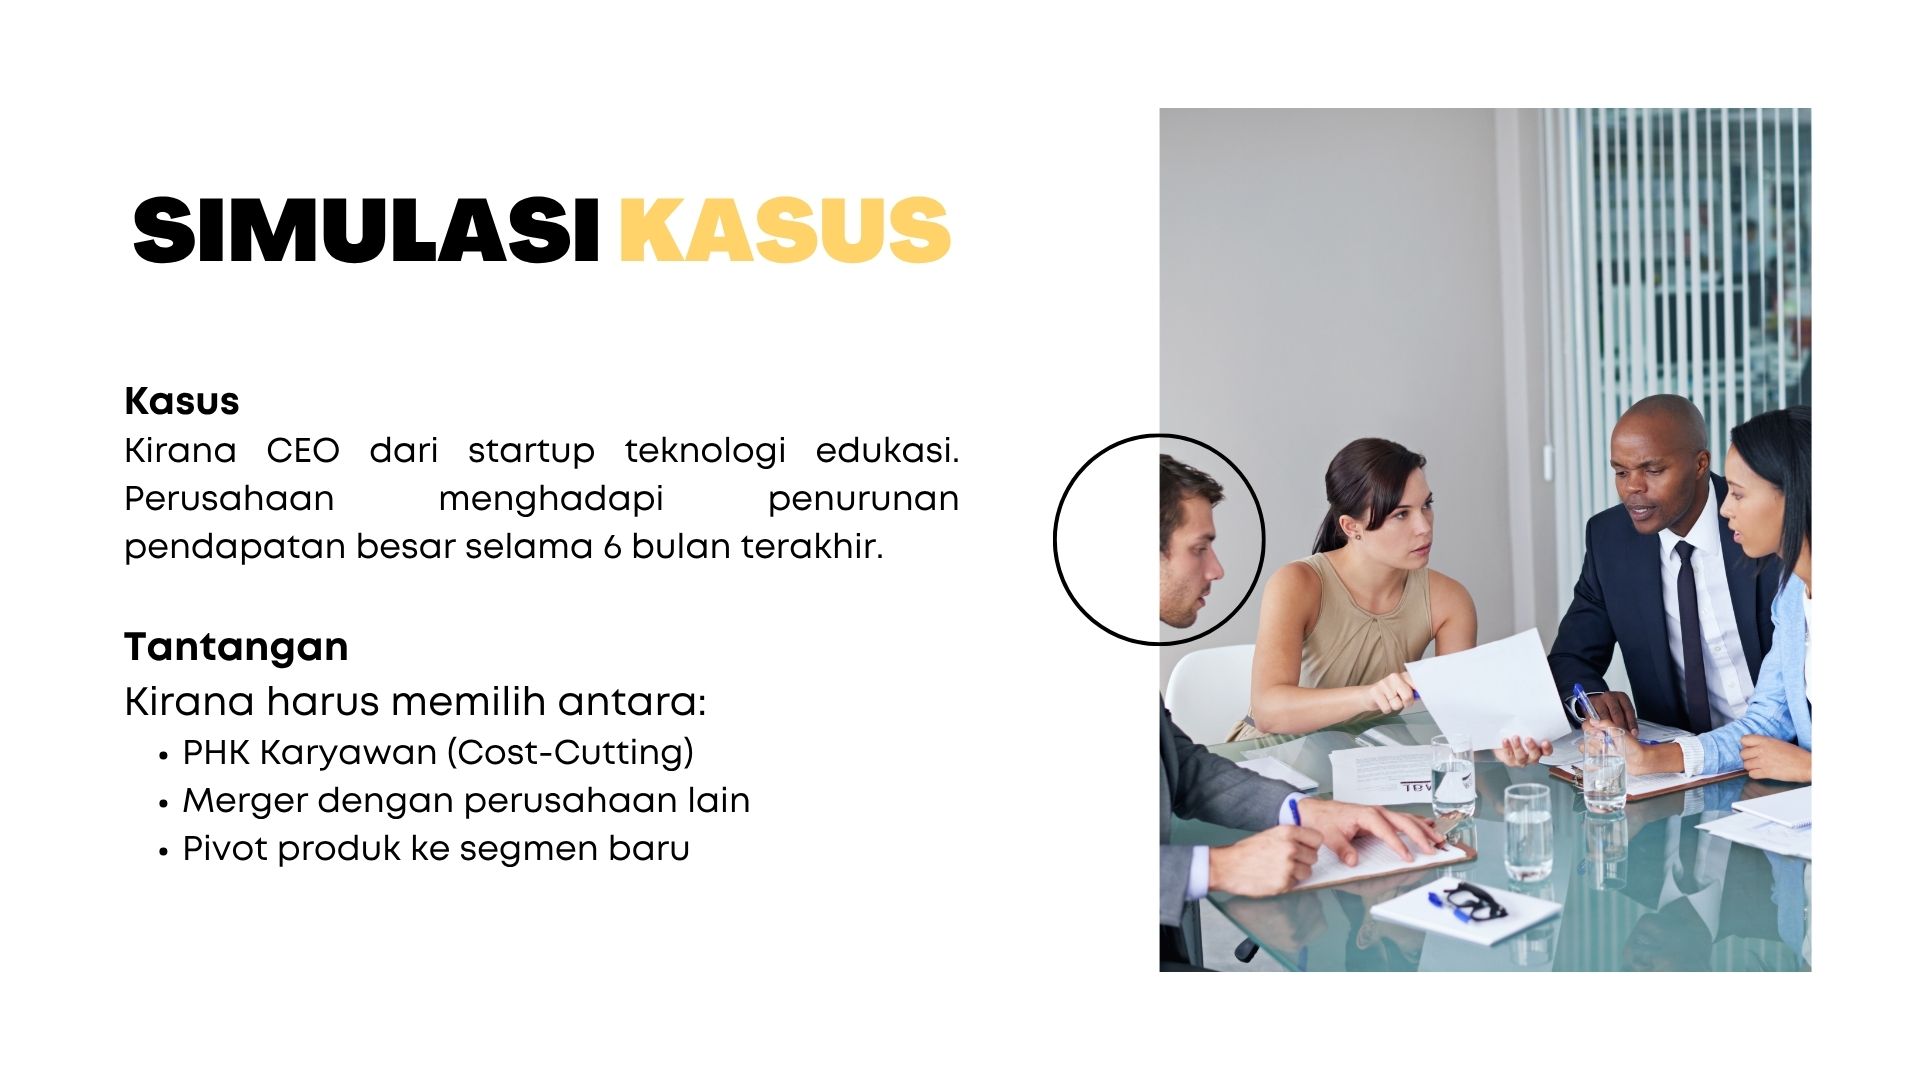 SIMULASI KASUS
Kasus
Kirana CEO dari startup teknologi edukasi.
Perusahaan menghadapi penurunan
pendapatan besar selama 6 bulan terakhir.
Tantangan
Kirana harus memilih antara:
• PHK Karyawan (Cost-Cutting)
• Merger dengan perusahaan lain
• Pivot produk ke segmen baru